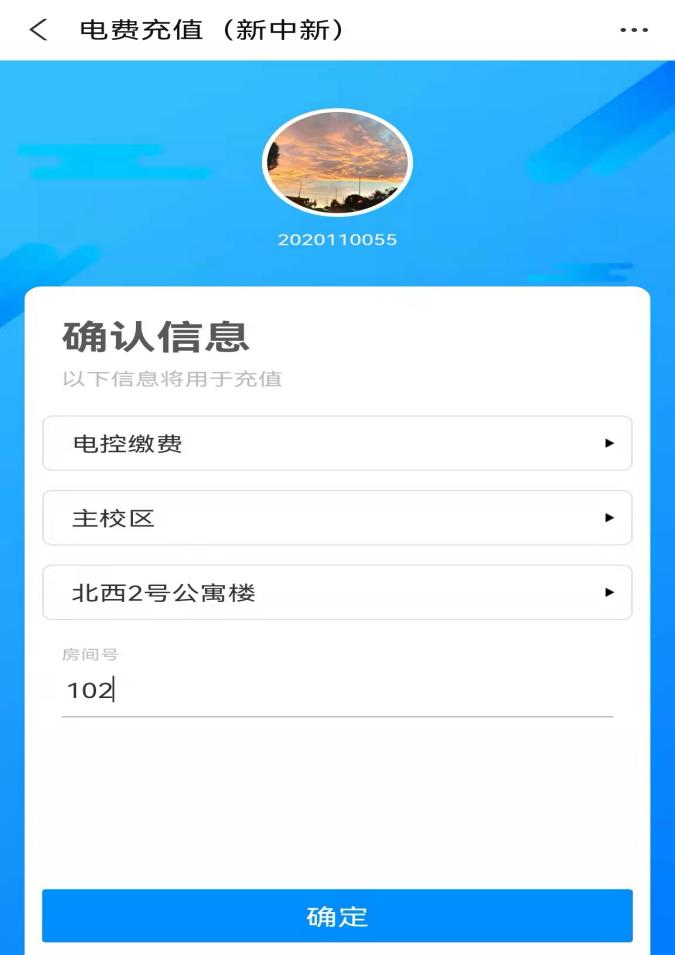 电费充值（新中新）
2020110055
确认信息
以下信息将用于充值
电控缴费
主校区
北西2号公寓楼
房间号
102
确定